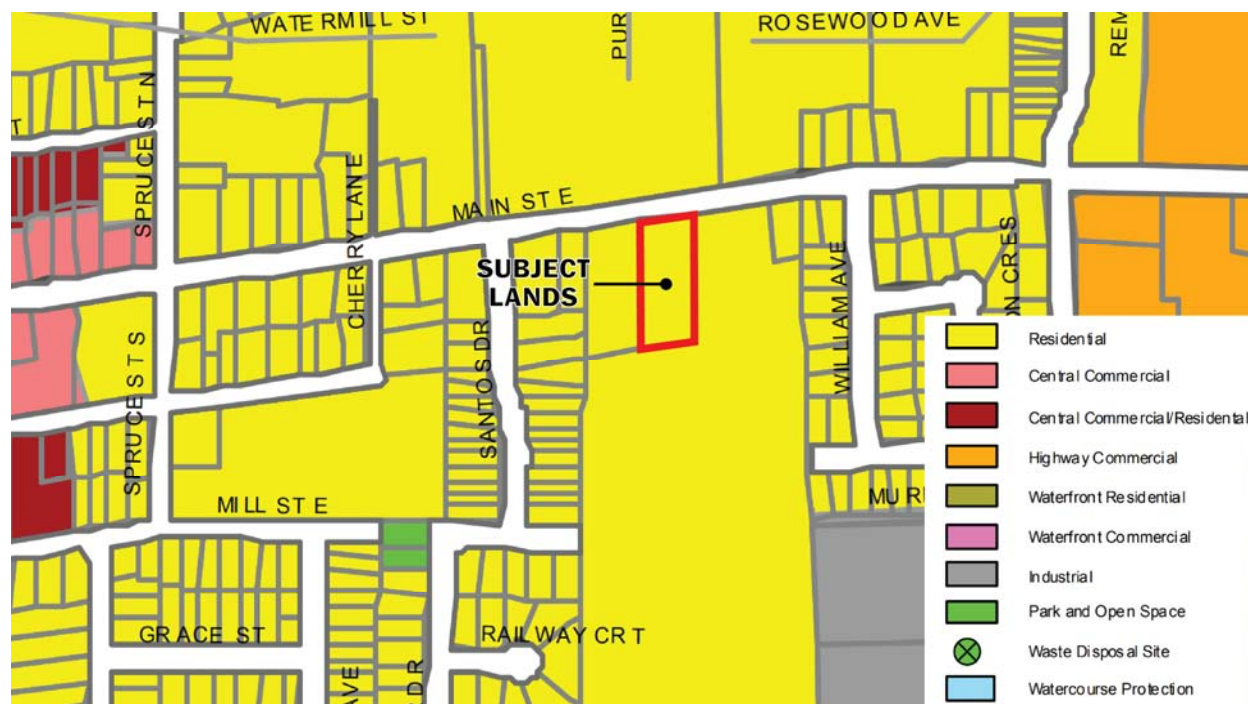 WATERMILL ST
PUR
ROSEWOOD AVE
REM
T
SPRUCE ST N
CHERRY LANE
MAIN ST E
SUBJECT
LANDS
SANTOS DR
WILLIAM AVE
ON CRES
SPRUCE ST S
MILL ST E
MUR
GRACE ST
RAILWAY CRT
AVE
DR
Residential
Central Commercial
Central Commercial/Residental
Highway Commercial
Waterfront Residential
Waterfront Commercial
Industrial
Park and Open Space
Waste Disposal Site
Watercourse Protection